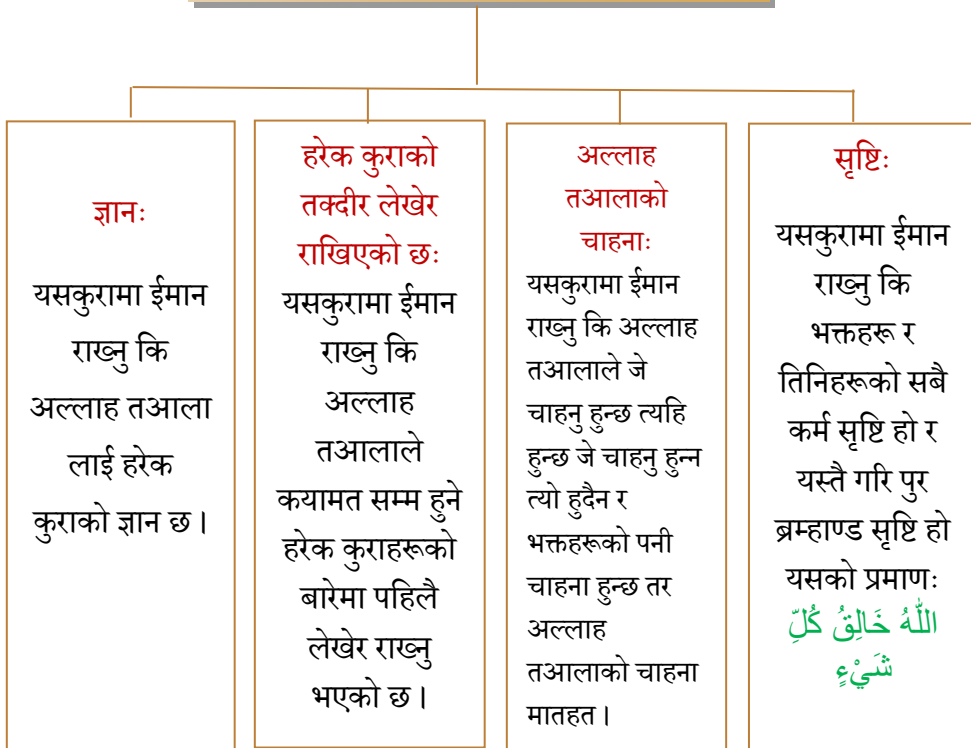 ज्ञानः
यसकुरामा ईमान
राख्नु कि
अल्लाह तआला
लाई हरेक
कुराको ज्ञान छ।
हरेक कुराको
तक्दीर लेखेर
राखिएको छः
यसकुरामा ईमान
राख्नु कि
अल्लाह
तआलाले
कयामत सम्म हुने
हरेक कुराहरूको
बारेमा पहिलै
लेखेर राख्नु
भएको छ।
अल्लाह
तआलाको
चाहनाः
यसकुरामा ईमान
राख्नु कि अल्लाह
तआलाले जे
चाहनु हुन्छ त्यहि
हुन्छ जे चाहनु हुन्न
त्यो हुदैन र
भक्तहरूको पनी
चाहना हुन्छ तर
अल्लाह
तआलाको चाहना
मातहत।
सृष्टिः
यसकुरामा ईमान
राख्नु कि
भक्तहरू र
तिनिहरूको सबै
कर्म सृष्टि हो र
यस्तै गरि पुर
ब्रम्हाण्ड सृष्टि हो
यसको प्रमाणः
اللَّهُ خَالِقُ كُلِّ
شَيْءٍ